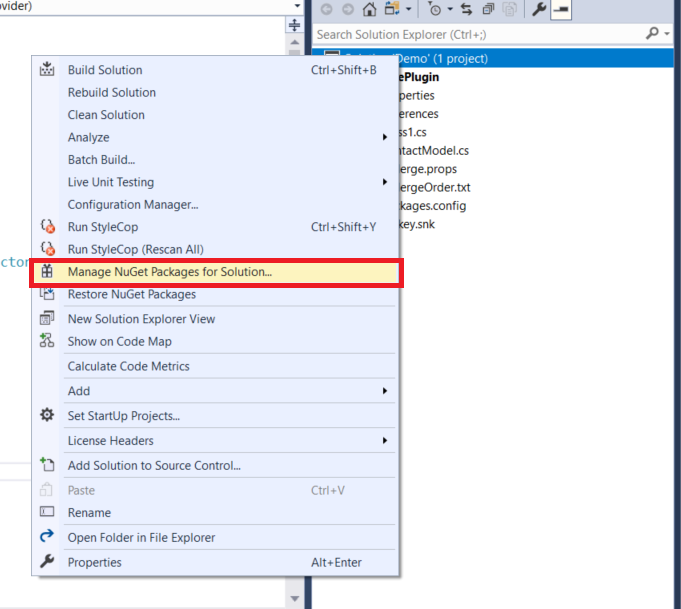 ovider)
Search Solution Explorer (Ctrl+;)
'Demo' (1 project)
ePlugin
perties
erences
ss1.cs
ntactModel.cs
erge.props
ergeOrder.txt
kages.config
key.snk
ctor
Build Solution Ctrl+Shift+B
Rebuild Solution
Clean Solution
Analyze
Batch Build...
Live Unit Testing
Configuration Manager...
Run StyleCop Ctrl+Shift+Y
Run StyleCop (Rescan All)
Manage NuGet Packages for Solution...
Restore NuGet Packages
New Solution Explorer View
Show on Code Map
Calculate Code Metrics
Add
Set StartUp Projects...
License Headers
Add Solution to Source Control...
Paste Ctrl+V
Rename
Open Folder in File Explorer
Properties Alt+Enter